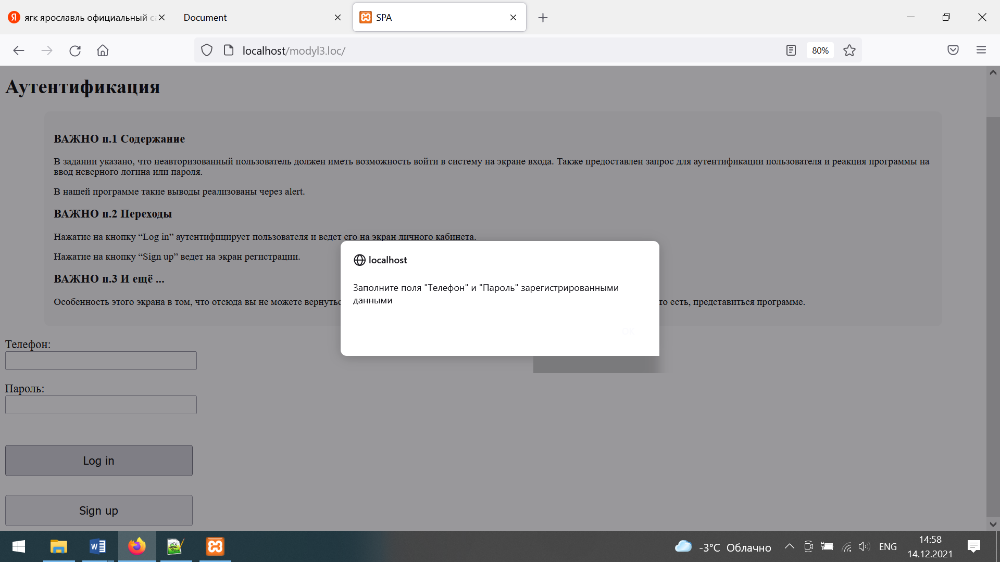 ягк ярославль официальный
Document
SPA
localhost/modyl3.loc/
80%
Аутентификация
ВАЖНО п.1 Содержание
В задании указано, что неавторизованный пользователь должен иметь возможность войти в систему на экране входа. Также предоставлен запрос для аутентификации пользователя и реакция программы на
ввод неверного логина или пароля.
В нашей программе такие выводы реализованы через alert.
ВАЖНО п.2 Переходы
Нажатие на кнопку “Log in” аутентифицирует пользователя и ведет его на экран личного кабинета.
Нажатие на кнопку “Sign up” ведет на экран регистрации.
ВАЖНО п.3 И ещё ...
Особенность этого экрана в том, что отсюда вы не можете вернутьс
то есть, представиться программе.
localhost
Заполните поля "Телефон" и "Пароль" зарегистрированными
данными
OK
Телефон:
Пароль:
Log in
Sign up
-3°C Облачно
ENG
14:58
14.12.2021